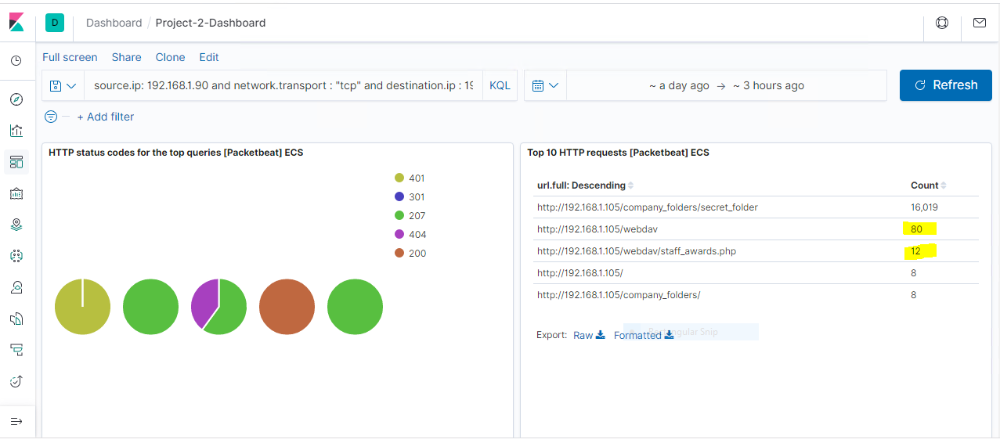 D Dashboard / Project-2-Dashboard
Full screen Share Clone Edit
source.ip: 192.168.1.90 and network.transport : "tcp" and destination.ip : 19 KQL ~ a day ago → ~ 3 hours ago Refresh
+ Add filter
HTTP status codes for the top queries [Packetbeat] ECS
401
301
207
404
200
Top 10 HTTP requests [Packetbeat] ECS
url.full: Descending Count
http://192.168.1.105/company_folders/secret_folder 16,019
http://192.168.1.105/webdav 80
http://192.168.1.105/webdav/staff_awards.php 12
http://192.168.1.105/ 8
http://192.168.1.105/company_folders/ 8
Export: Raw Formatted
Rectangular Snip